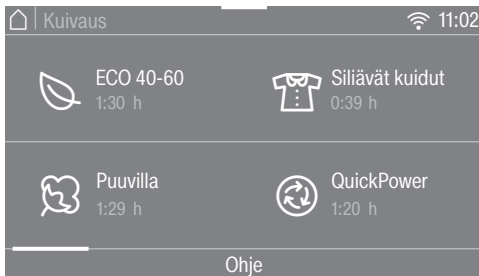 Kuivaus 11:02
ECO 40-60
1:30 h
Siliävät kuidut
0:39 h
Puuvilla
1:29 h
QuickPower
1:20 h
Ohje